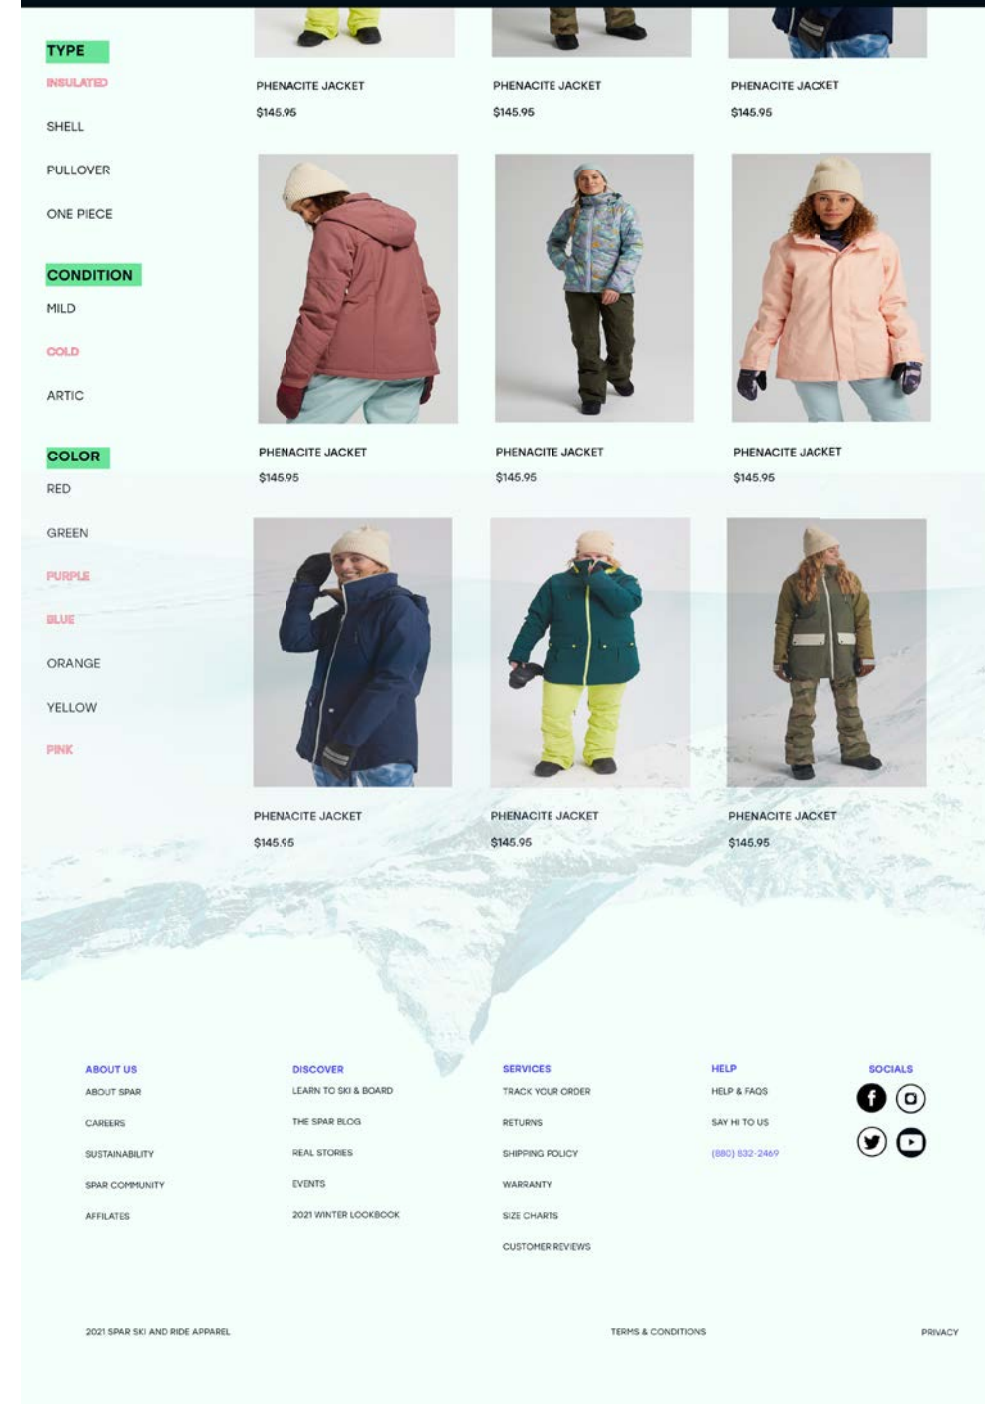 TYPE
INSULATED
SHELL
PULLOVER
ONE PIECE
CONDITION
MILD
COLD
ARTIC
COLOR
RED
GREEN
PURPLE
BLUE
ORANGE
YELLOW
PINK
PHENACITE JACKET
$145.95
PHENACITE JACKET
$145.95
PHENACITE JACKET
$145.95
PHENACITE JACKET
$145.95
PHENACITE JACKET
$145.95
PHENACITE JACKET
$145.95
PHENACITE JACKET
$145.95
PHENACITE JACKET
$145.95
PHENACITE JACKET
$145.95
ABOUT US
ABOUT SPAR
CAREERS
SUSTAINABILITY
SPAR COMMUNITY
AFFILATES
DISCOVER
LEARN TO SKI & BOARD
THE SPAR BLOG
REAL STORIES
EVENTS
2021 WINTER LOOKBOOK
SERVICES
TRACK YOUR ORDER
RETURNS
SHIPPING POLICY
WARRANTY
SIZE CHARTS
CUSTOMER REVIEWS
HELP
HELP & FAQS
SAY HI TO US
(880) 832-2469
SOCIALS
2021 SPAR SKI AND RIDE APPAREL
TERMS & CONDITIONS
PRIVACY